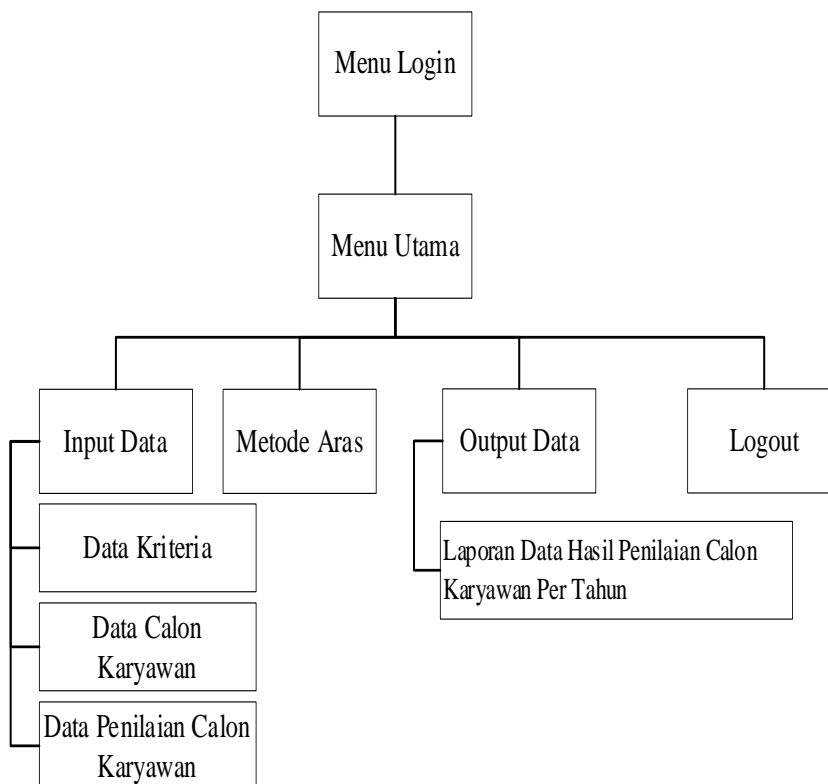 Menu Login
Menu Utama
Input Data
Metode Aras
Output Data
Logout
Data Kriteria
Laporan Data Hasil Penilaian Calon
Karyawan Per Tahun
Data Calon
Karyawan
Data Penilaian Calon
Karyawan